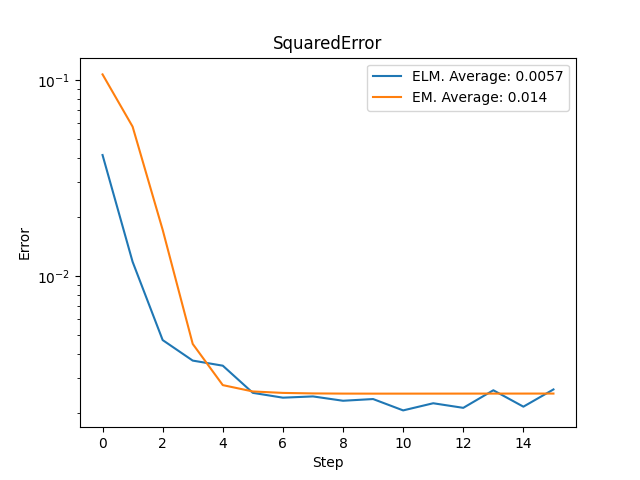 SquaredError
ELM. Average: 0.0057
EM. Average: 0.014
10⁻¹
10⁻²
Error
0 2 4 6 8 10 12 14
Step